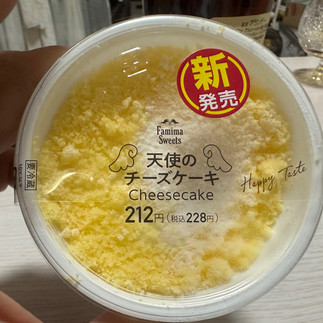 新
発売
Famima
Sweets
天使の
チーズケーキ
Cheesecake
212円(税込228円)
Happy Taste
要冷蔵